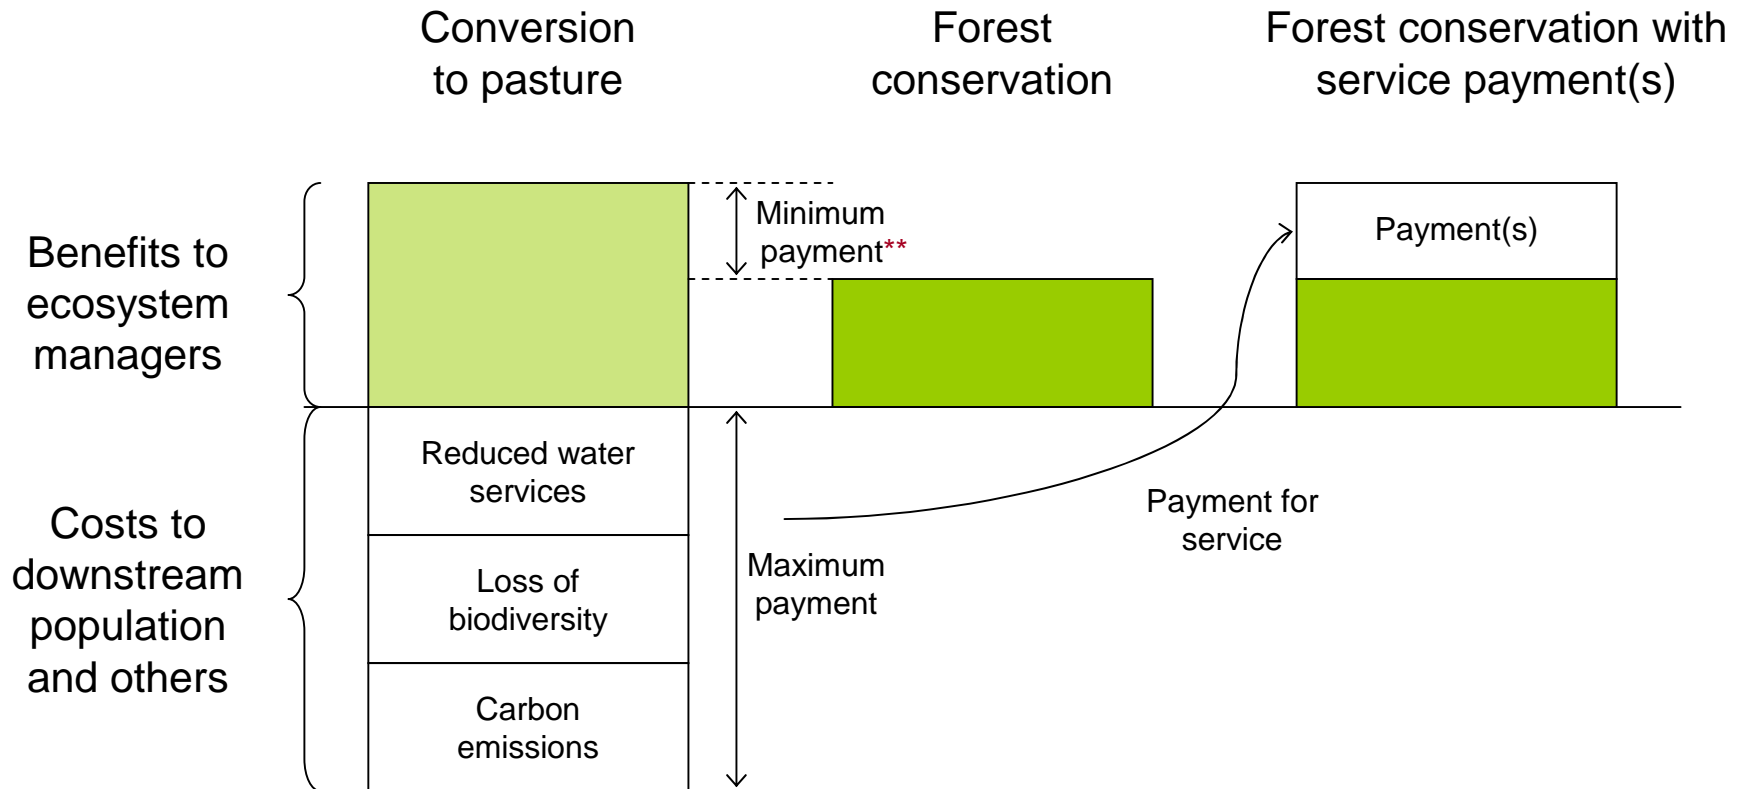 Conversion
to pasture
Forest
conservation
Forest conservation with
service payment(s)
Benefits to
ecosystem
managers
Minimum
payment**
Payment(s)
Costs to
downstream
population
and others
Reduced water
services
Loss of
biodiversity
Carbon
emissions
Maximum
payment
Payment for
service